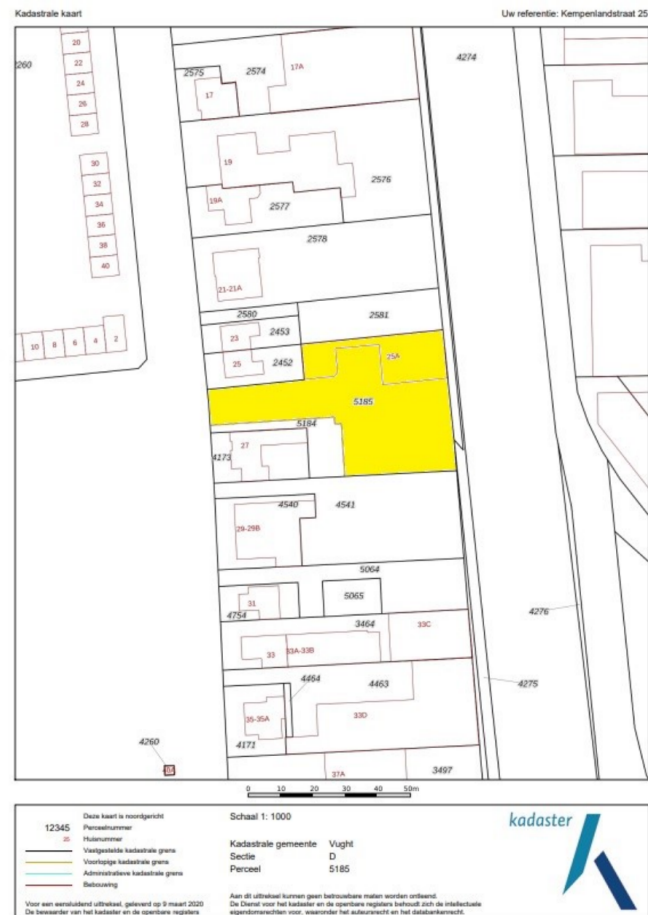 Kadastrale kaart
Uw referentie: Kempenlandstraat 25
20
22
24
26
28
30
32
34
36
38
40
10 8 6 4 2
2575
2574
17A
17
4274
19
2576
19A
2577
2578
21-21A
2580
2581
23
2453
25
2452
25A
5185
5184
27
4173
4540
4541
29-29B
5064
5065
31
4754
3464
33C
33
33A-33B
4276
4464
4463
4275
35-35A
33D
4171
4260
37A
3497
0 10 20 30 40 50m
Deze kaart is noordgericht
12345 Perceelnummer
25 Huisnummer
Vastgestelde kadastrale grens
Voorlopige kadastrale grens
Administratieve kadastrale grens
Bebouwing
Schaal 1: 1000
Kadastrale gemeente Vught
Sectie D
Perceel 5185
kadaster
Voor een eensluidend uittreksel, geleverd op 9 maart 2020
De bewaarder van het kadaster en de openbare registers
Aan dit uittreksel kunnen geen betrouwbare maten worden ontleend.
De Dienst voor het kadaster en de openbare registers behoudt zich de intellectuele
eigendomsrechten voor, waaronder het auteursrecht en het databankenrecht.